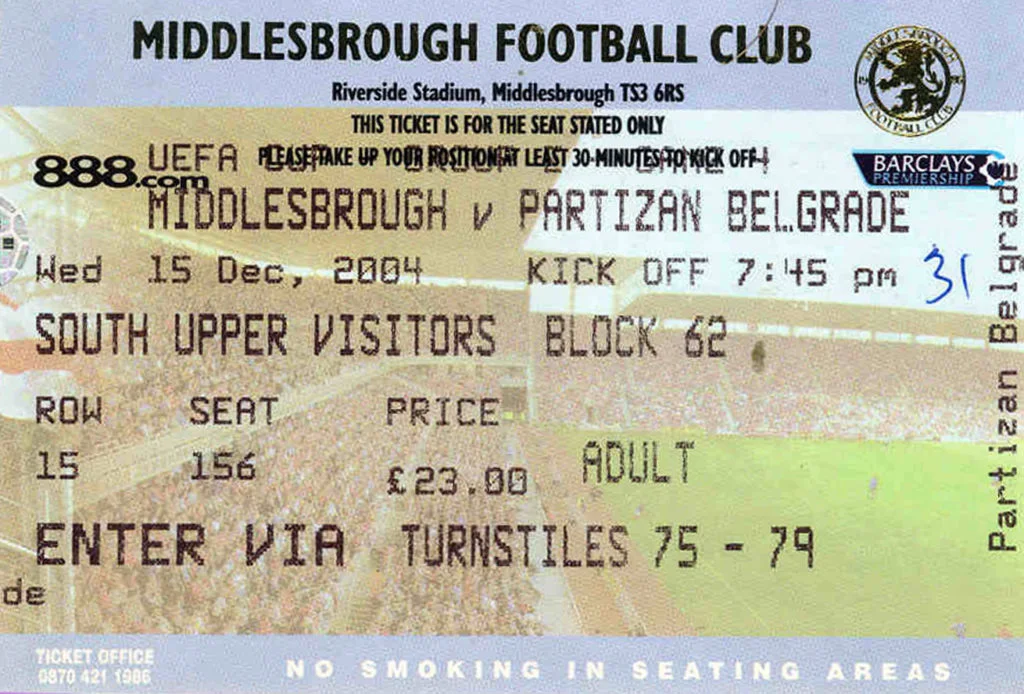 MIDDLESBROUGH FOOTBALL CLUB
MIDDLESBROUGH FOOTBALL CLUB
Riverside Stadium, Middlesbrough TS3 6RS
THIS TICKET IS FOR THE SEAT STATED ONLY
PLEASE TAKE UP YOUR POSITION AT LEAST 30 MINUTES TO KICK OFF
888.com
UEFA CUP
BARCLAYS
PREMIERSHIP
MIDDLESBROUGH v PARTIZAN BELGRADE
Wed 15 Dec, 2004 KICK OFF 7:45 pm
31
SOUTH UPPER VISITORS BLOCK 62
ROW SEAT PRICE
15 156 £23.00 ADULT
ENTER VIA TURNSTILES 75 - 79
Partizan Belgrade
de
TICKET OFFICE
0870 421 1986
NO SMOKING IN SEATING AREAS